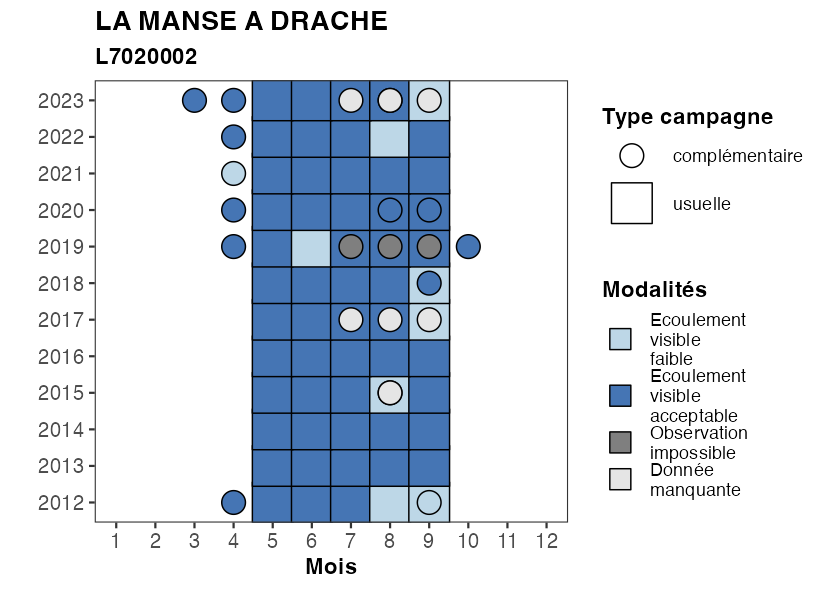 LA MANSE A DRACHE
L7020002
2023
2022
2021
2020
2019
2018
2017
2016
2015
2014
2013
2012
1 2 3 4 5 6 7 8 9 10 11 12
Mois
Type campagne
complémentaire
usuelle
Modalités
Ecoulement
visible
faible
Ecoulement
visible
acceptable
Observation
impossible
Donnée
manquante